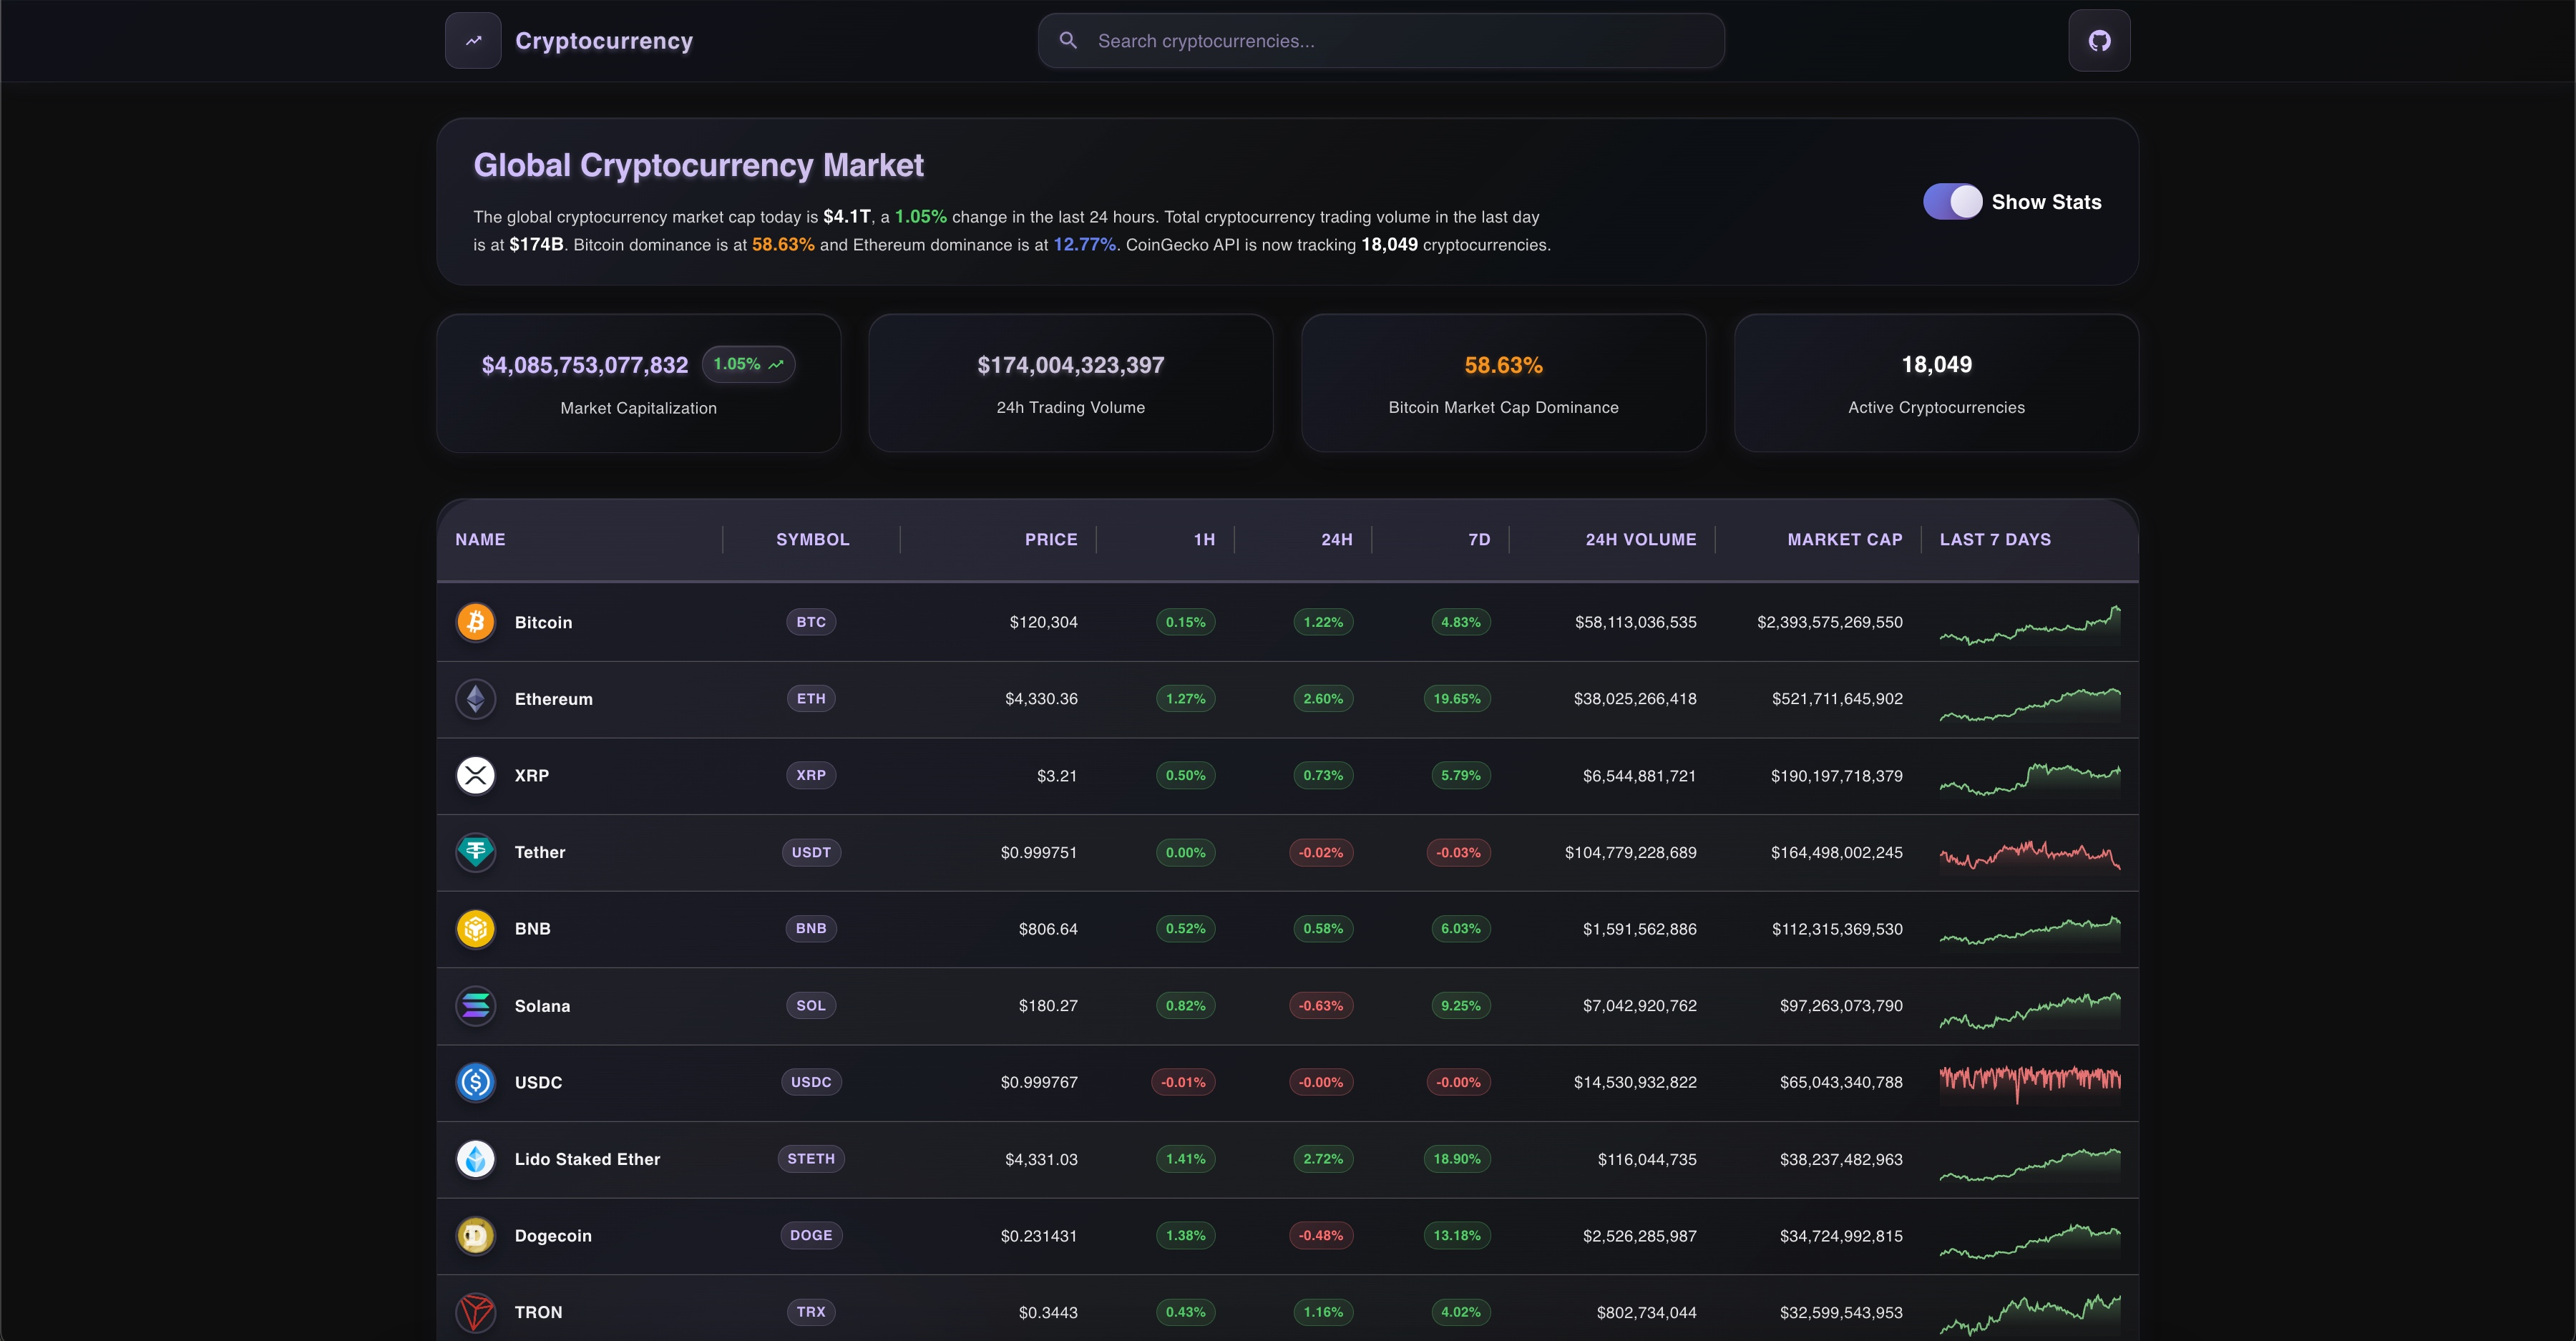 Cryptocurrency
Search cryptocurrencies...
Global Cryptocurrency Market
The global cryptocurrency market cap today is $4.1T, a 1.05% change in the last 24 hours. Total cryptocurrency trading volume in the last day
is at $174B. Bitcoin dominance is at 58.63% and Ethereum dominance is at 12.77%. CoinGecko API is now tracking 18,049 cryptocurrencies.
Show Stats
$4,085,753,077,832 1.05%
Market Capitalization
$174,004,323,397
24h Trading Volume
58.63%
Bitcoin Market Cap Dominance
18,049
Active Cryptocurrencies
NAME SYMBOL PRICE 1H 24H 7D 24H VOLUME MARKET CAP LAST 7 DAYS
Bitcoin BTC $120,304 0.15% 1.22% 4.83% $58,113,036,535 $2,393,575,269,550
Ethereum ETH $4,330.36 1.27% 2.60% 19.65% $38,025,266,418 $521,711,645,902
XRP XRP $3.21 0.50% 0.73% 5.79% $6,544,881,721 $190,197,718,379
Tether USDT $0.999751 0.00% -0.02% -0.03% $104,779,228,689 $164,498,002,245
BNB BNB $806.64 0.52% 0.58% 6.03% $1,591,562,886 $112,315,369,530
Solana SOL $180.27 0.82% -0.63% 9.25% $7,042,920,762 $97,263,073,790
USDC USDC $0.999767 -0.01% -0.00% -0.00% $14,530,932,822 $65,043,340,788
Lido Staked Ether STETH $4,331.03 1.41% 2.72% 18.90% $116,044,735 $38,237,482,963
Dogecoin DOGE $0.231431 1.38% -0.48% 13.18% $2,526,285,987 $34,724,992,815
TRON TRX $0.3443 0.43% 1.16% 4.02% $802,734,044 $32,599,543,953